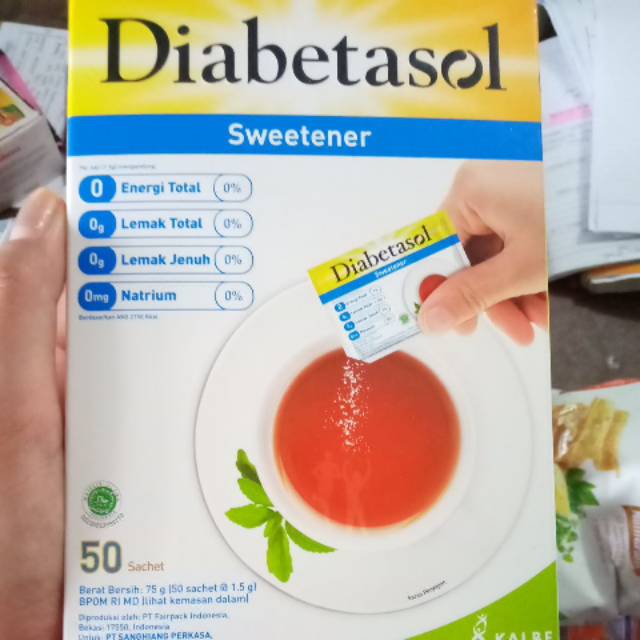 Diabetasol
Sweetener
0 Energi Total 0%
0g Lemak Total 0%
0g Lemak Jenuh 0%
0mg Natrium 0%
Diabetasol
Sweetener
50 Sachet
Berat Bersih: 75 g (50 sachet @ 1.5 g)
BPOM RI MD (lihat kemasan dalam)
Diproduksi oleh: PT Fairpack Indonesia,
Bekasi 17550, Indonesia
Untuk: PT SANGHIANG PERKASA,
KALBE